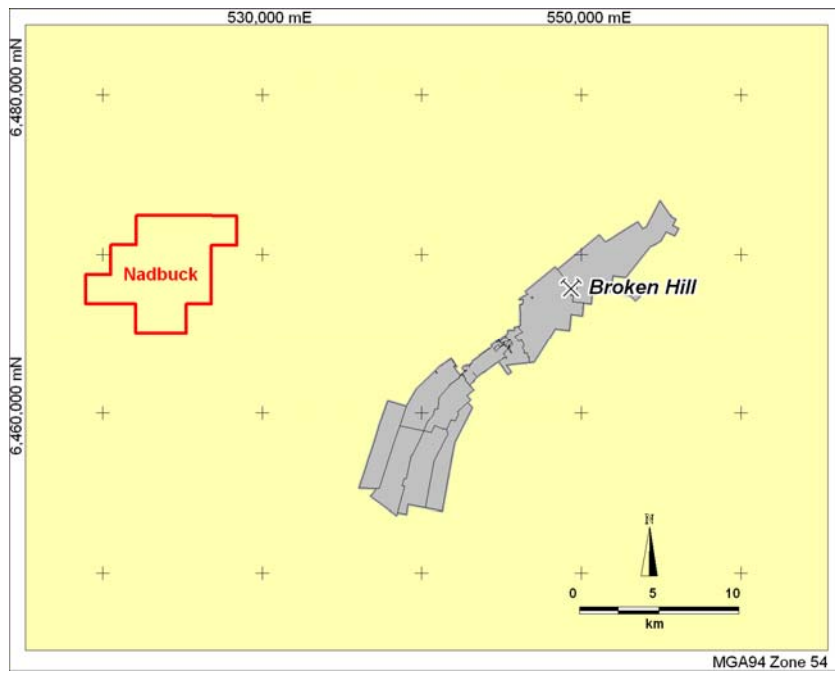 530,000 mE
550,000 mE
6,480,000 mN
Nadbuck
Broken Hill
6,460,000 mN
N
0 5 10
km
MGA94 Zone 54